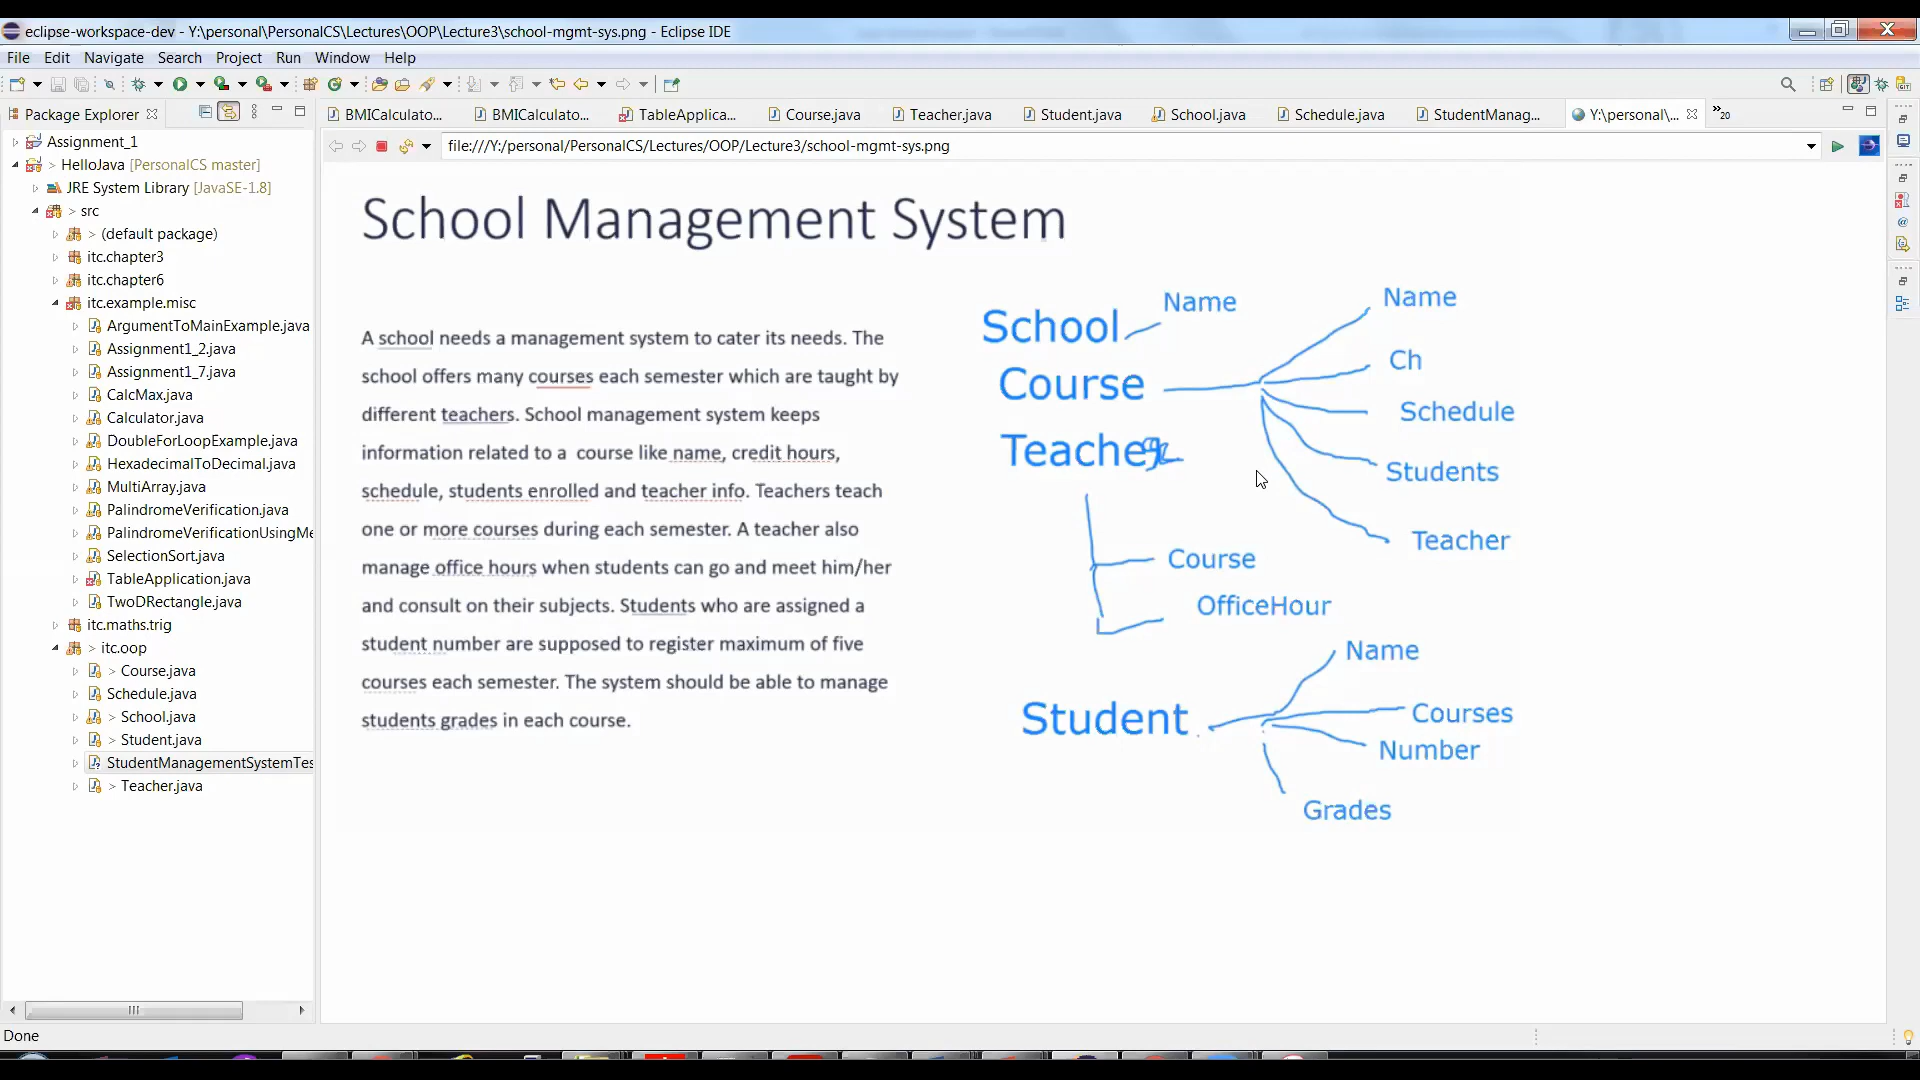 eclipse-workspace-dev - Y:\personal\PersonalCS\Lectures\OOP\Lecture3\school-mgmt-sys.png - Eclipse IDE
File Edit Navigate Search Project Run Window Help
Package Explorer
BMICalculato...
BMICalculato...
TableApplica...
Course.java
Teacher.java
Student.java
School.java
Schedule.java
StudentManag...
Y:\personal\...
»20
file:///Y:/personal/PersonalCS/Lectures/OOP/Lecture3/school-mgmt-sys.png
Assignment_1
> HelloJava [PersonalCS master]
JRE System Library [JavaSE-1.8]
> src
> (default package)
itc.chapter3
itc.chapter6
itc.example.misc
ArgumentToMainExample.java
Assignment1_2.java
Assignment1_7.java
CalcMax.java
Calculator.java
DoubleForLoopExample.java
HexadecimalToDecimal.java
MultiArray.java
PalindromeVerification.java
PalindromeVerificationUsingMe
SelectionSort.java
TableApplication.java
TwoDRectangle.java
itc.maths.trig
> itc.oop
> Course.java
Schedule.java
> School.java
> Student.java
StudentManagementSystemTes
> Teacher.java
School Management System
A school needs a management system to cater its needs. The
school offers many courses each semester which are taught by
different teachers. School management system keeps
information related to a course like name, credit hours,
schedule, students enrolled and teacher info. Teachers teach
one or more courses during each semester. A teacher also
manage office hours when students can go and meet him/her
and consult on their subjects. Students who are assigned a
student number are supposed to register maximum of five
courses each semester. The system should be able to manage
students grades in each course.
School
Name
Course
Name
Ch
Schedule
Students
Teacher
Teacher
Course
OfficeHour
Student
Name
Courses
Number
Grades
Done